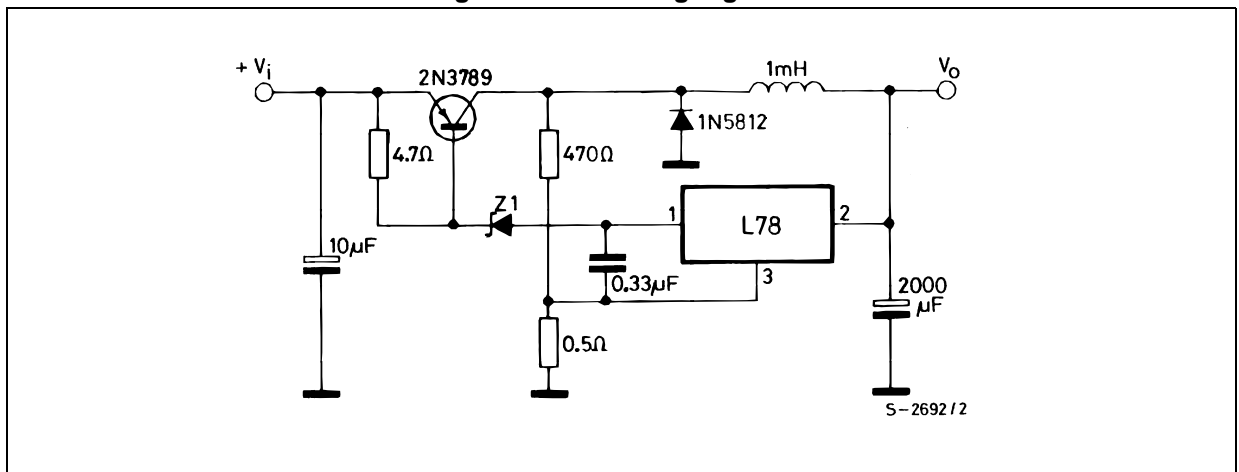 + Vi
2N3789
1mH
Vo
4.7Ω
470Ω
1N5812
Z1
1
L78
2
10µF
0.33µF
3
2000
µF
0.5Ω
S-2692/2